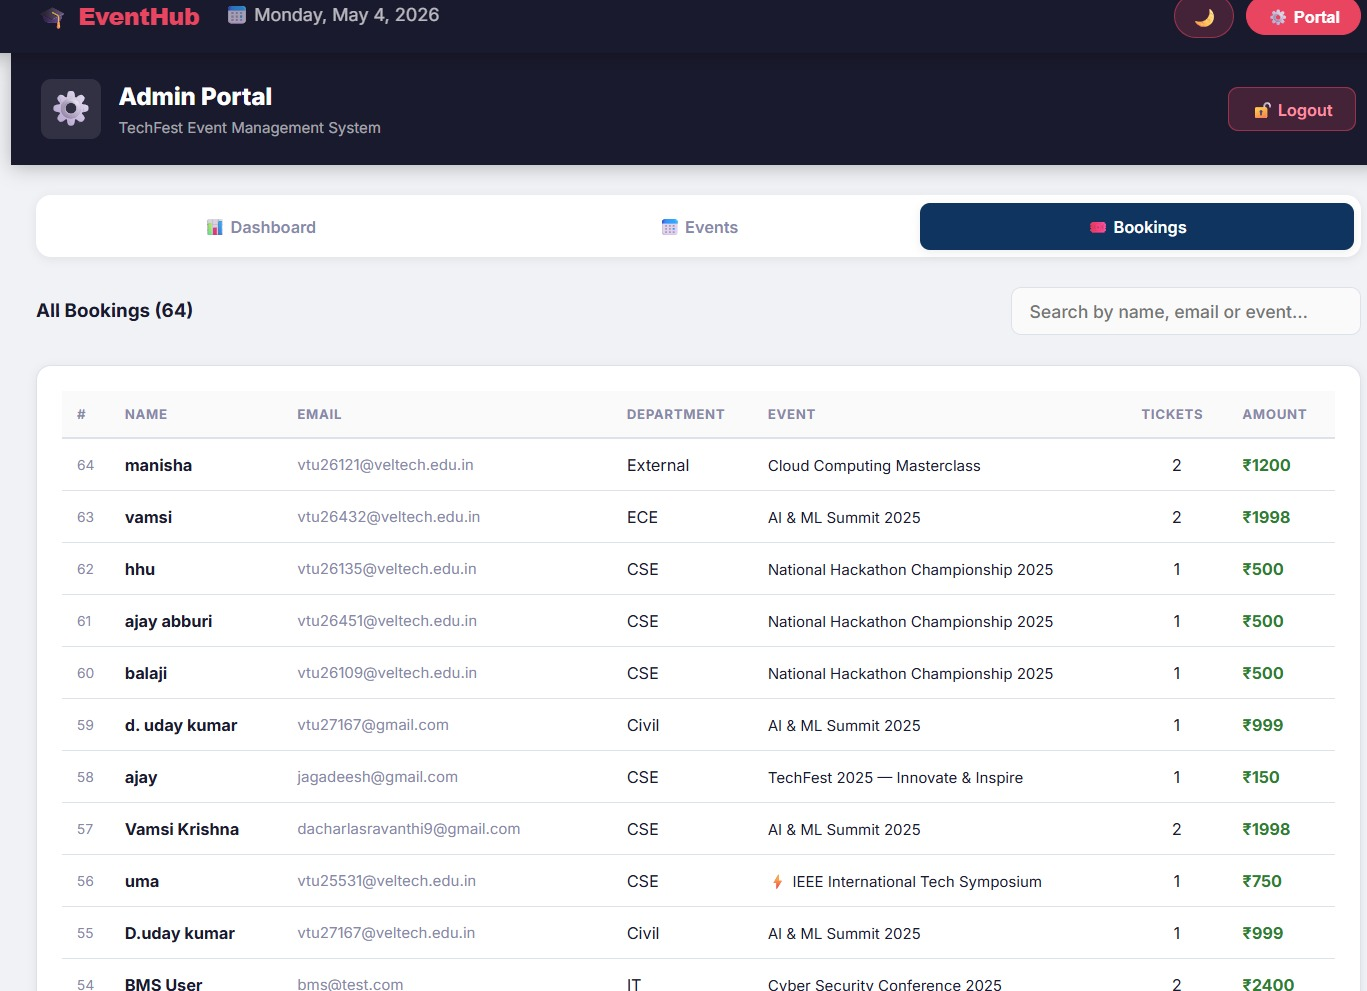 EventHub Monday, May 4, 2026 Portal
Admin Portal
TechFest Event Management System
Logout
Dashboard Events Bookings
All Bookings (64) Search by name, email or event...
# NAME EMAIL DEPARTMENT EVENT TICKETS AMOUNT
64 manisha vtu26121@veltech.edu.in External Cloud Computing Masterclass 2 ₹1200
63 vamsi vtu26432@veltech.edu.in ECE AI & ML Summit 2025 2 ₹1998
62 hhu vtu26135@veltech.edu.in CSE National Hackathon Championship 2025 1 ₹500
61 ajay abburi vtu26451@veltech.edu.in CSE National Hackathon Championship 2025 1 ₹500
60 balaji vtu26109@veltech.edu.in CSE National Hackathon Championship 2025 1 ₹500
59 d. uday kumar vtu27167@gmail.com Civil AI & ML Summit 2025 1 ₹999
58 ajay jagadeesh@gmail.com CSE TechFest 2025 — Innovate & Inspire 1 ₹150
57 Vamsi Krishna dacharlasravanthi9@gmail.com CSE AI & ML Summit 2025 2 ₹1998
56 uma vtu25531@veltech.edu.in CSE ⚡ IEEE International Tech Symposium 1 ₹750
55 D.uday kumar vtu27167@veltech.edu.in Civil AI & ML Summit 2025 1 ₹999
54 BMS User bms@test.com IT Cyber Security Conference 2025 2 ₹2400